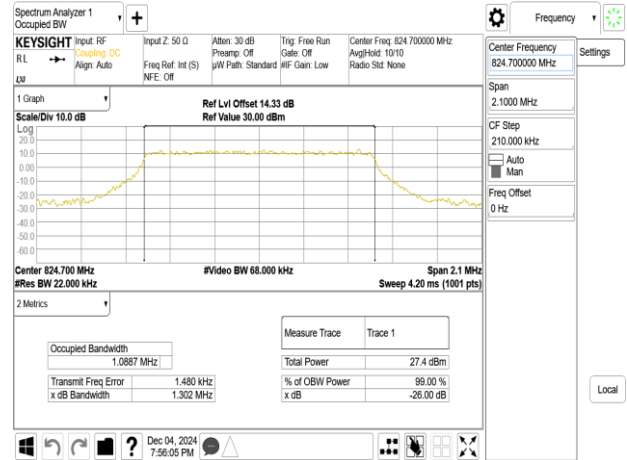 Spectrum Analyzer 1
Occupied BW
KEYSIGHT
RL
Input: RF
Coupling: DC
Align: Auto
Input Z: 50 Ω
Freq Ref: Int (S)
NFE: Off
Atten: 30 dB
Preamp: Off
µW Path: Standard
Trig: Free Run
Gate: Off
#IF Gain: Low
Center Freq: 824.700000 MHz
Avg|Hold: 10/10
Radio Std: None
1 Graph
Scale/Div 10.0 dB
Ref Lvl Offset 14.33 dB
Ref Value 30.00 dBm
Log
20.0
10.0
0.00
-10.0
-20.0
-30.0
-40.0
-50.0
-60.0
Center 824.700 MHz
#Video BW 68.000 kHz
Span 2.1 MHz
#Res BW 22.000 kHz
Sweep 4.20 ms (1001 pts)
2 Metrics
Measure Trace Trace 1
Occupied Bandwidth
1.0887 MHz
Total Power 27.4 dBm
Transmit Freq Error 1.480 kHz
% of OBW Power 99.00 %
x dB Bandwidth 1.302 MHz
x dB -26.00 dB
Dec 04, 2024
7:56:05 PM
Frequency
Center Frequency
824.700000 MHz
Settings
Span
2.1000 MHz
CF Step
210.000 kHz
Auto
Man
Freq Offset
0 Hz
Local